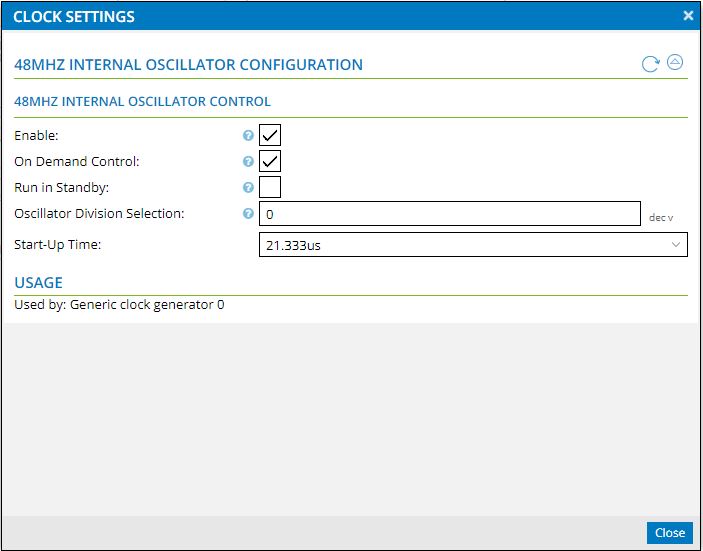 CLOCK SETTINGS
48MHZ INTERNAL OSCILLATOR CONFIGURATION
48MHZ INTERNAL OSCILLATOR CONTROL
Enable:
On Demand Control:
Run in Standby:
Oscillator Division Selection: 0 dec v
Start-Up Time: 21.333us
USAGE
Used by: Generic clock generator 0
Close